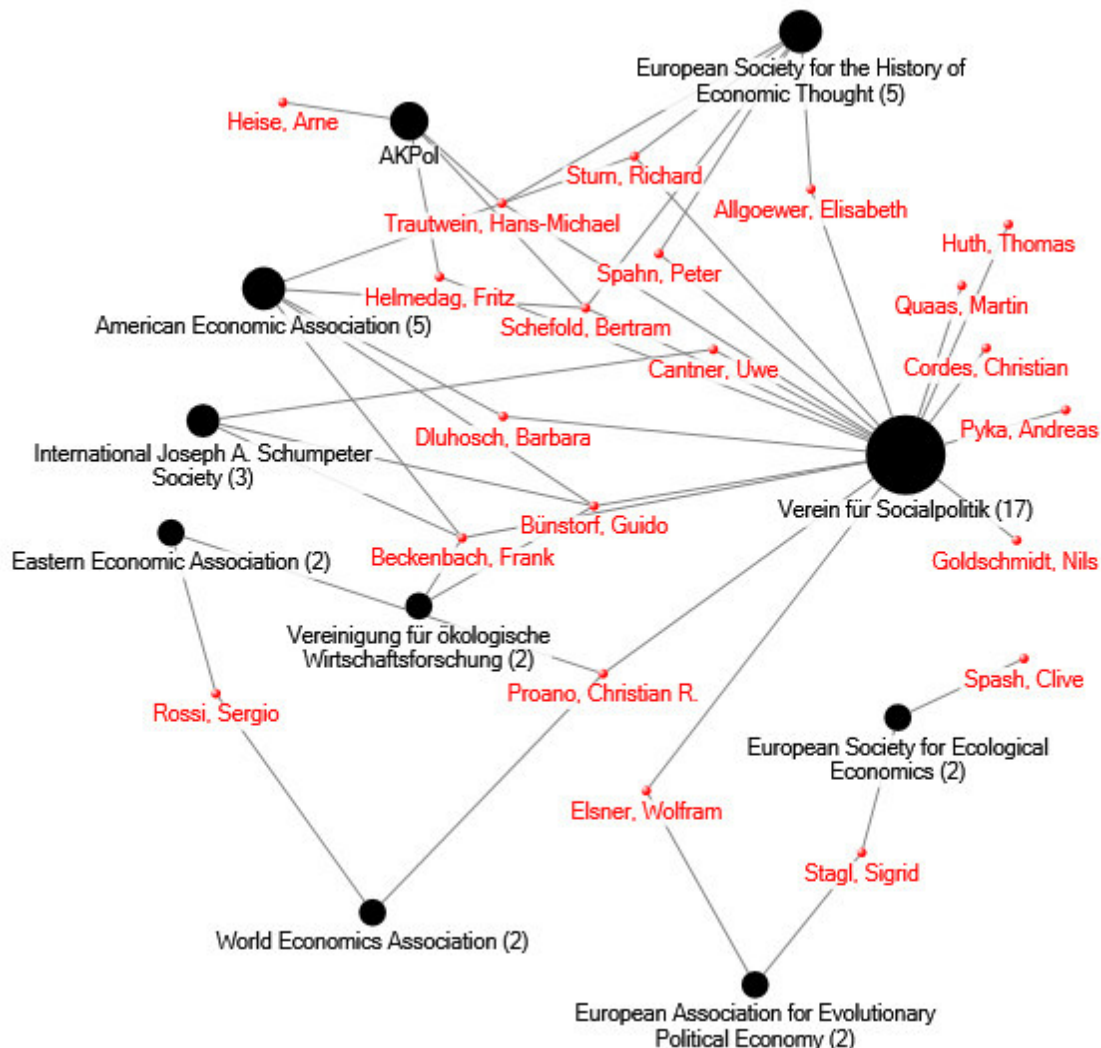 European Society for the History of
Economic Thought (5)
Heise, Arne
AKPol
Sturn, Richard
Allgoewer, Elisabeth
Trautwein, Hans-Michael
Huth, Thomas
Spahn, Peter
Helmedag, Fritz
Quaas, Martin
American Economic Association (5)
Schefold, Bertram
Cantner, Uwe
Cordes, Christian
Dluhosch, Barbara
Pyka, Andreas
International Joseph A. Schumpeter
Society (3)
Verein für Socialpolitik (17)
Bünstorf, Guido
Eastern Economic Association (2)
Beckenbach, Frank
Goldschmidt, Nils
Vereinigung für ökologische
Wirtschaftsforschung (2)
Spash, Clive
Proano, Christian R.
Rossi, Sergio
European Society for Ecological
Economics (2)
Elsner, Wolfram
Stagl, Sigrid
World Economics Association (2)
European Association for Evolutionary
Political Economy (2)